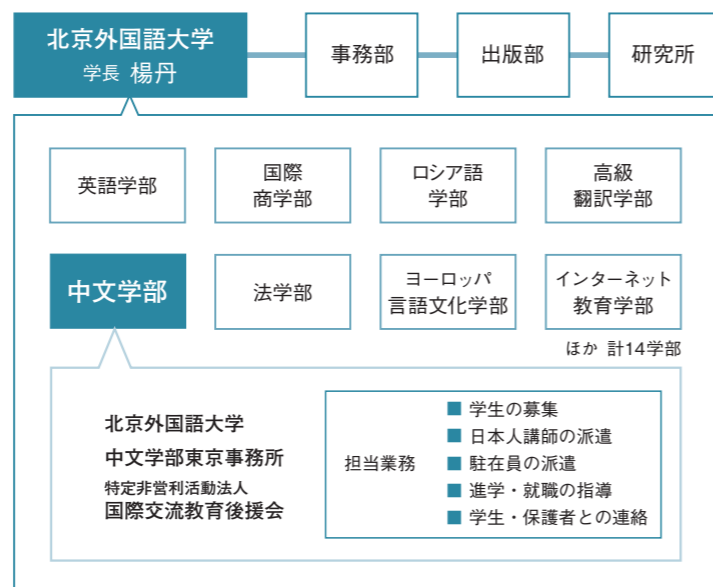 北京外国語大学
学長 楊丹
事務部
出版部
研究所
英語学部
国際
商学部
ロシア語
学部
高級
翻訳学部
中文学部
法学部
ヨーロッパ
言語文化学部
インターネット
教育学部
ほか 計14学部
北京外国語大学
中文学部東京事務所
特定非営利活動法人
国際交流教育後援会
担当業務
■ 学生の募集
■ 日本人講師の派遣
■ 駐在員の派遣
■ 進学・就職の指導
■ 学生・保護者との連絡